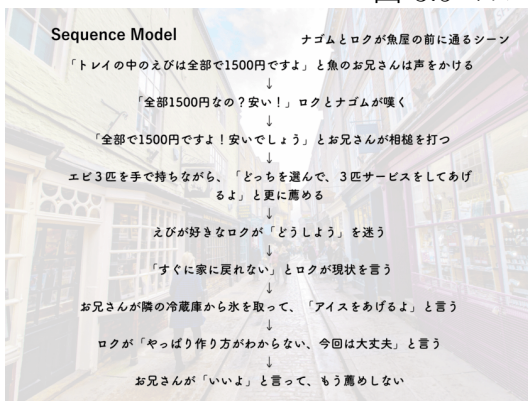 Sequence Model
ナゴムとロクが魚屋の前に通るシーン
「トレイの中のえびは全部で1500円ですよ」と魚のお兄さんは声をかける
↓
「全部1500円なの？安い！」ロクとナゴムが嘆く
↓
「全部で1500円ですよ！安いでしょう」とお兄さんが相槌を打つ
↓
エビ３匹を手で持ちながら、「どっちを選んで、３匹サービスをしてあげ
るよ」と更に薦める
↓
えびが好きなロクが「どうしよう」を迷う
↓
「すぐに家に戻れない」とロクが現状を言う
↓
お兄さんが隣の冷蔵庫から氷を取って、「アイスをあげるよ」と言う
↓
ロクが「やっぱり作り方がわからない、今回は大丈夫」と言う
↓
お兄さんが「いいよ」と言って、もう薦めしない